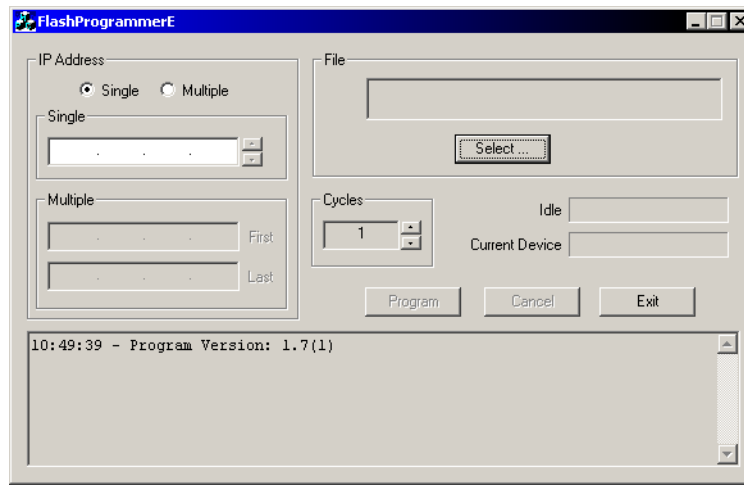 FlashProgrammerE
IP Address
Single Multiple
Single
. . .
Multiple
. . . First
. . . Last
File
Select ...
Cycles
1
Idle
Current Device
Program Cancel Exit
10:49:39 - Program Version: 1.7(1)